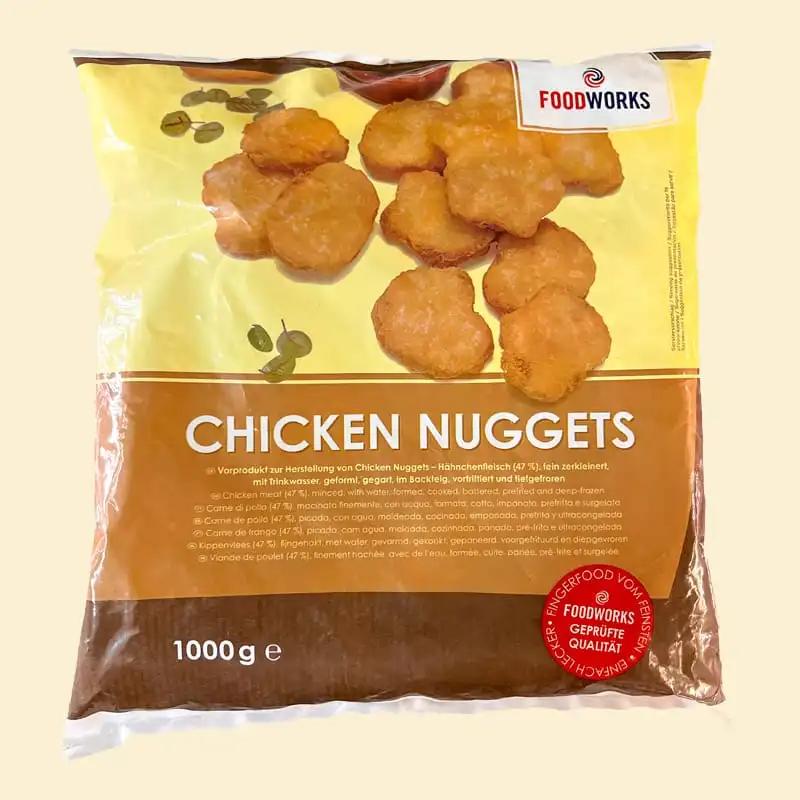 FOODWORKS
CHICKEN NUGGETS
Vorprodukt zur Herstellung von Chicken Nuggets – Hähnchenfleisch (47 %), fein zerkleinert,
mit Trinkwasser, geformt, gegart, im Backteig, vorfrittiert und tiefgefroren
Chicken meat (47 %), minced, with water, formed, cooked, battered, prefried and deep-frozen
Carne di pollo (47 %), macinata finemente, con acqua, formata, cotta, impanata, prefritta e surgelata
Carne de pollo (47 %), picada, con agua, moldeada, cocinada, empanada, prefrita y ultracongelada
Carne de frango (47 %), picada, com agua, moldada, cozinhada, panada, pré-frita e ultracongelada
Kippenvlees (47 %), fijngehakt, met water, gevormd, gekookt, gepaneerd, voorgefrituurd en diepgevroren
Viande de poulet (47 %), finement hachée, avec de l'eau, formée, cuite, panée, pré-frite et surgelée
FINGERFOOD VOM FEINSTEN • EINFACH LECKER •
FOODWORKS
GEPRÜFTE
QUALITÄT
1000 g e